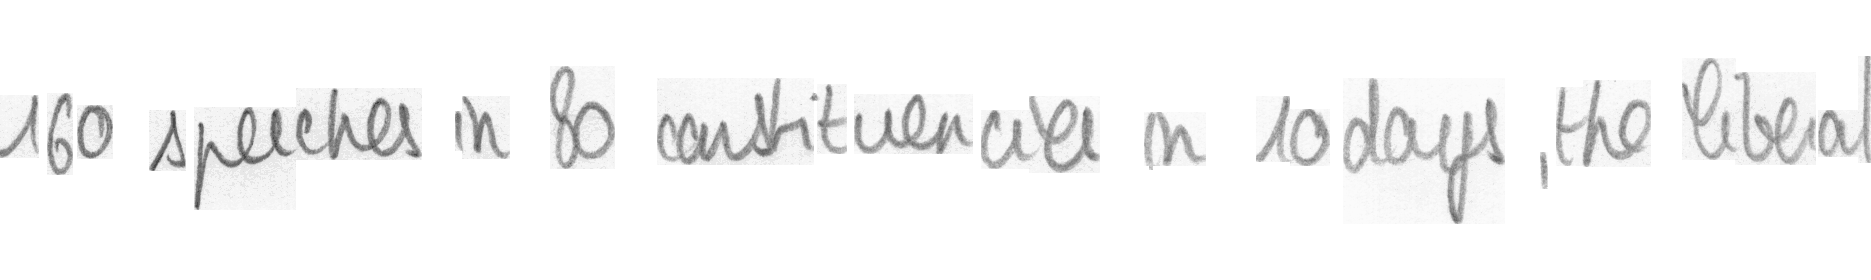 160 speeches in 80 constituencies in 10 days, the liberal